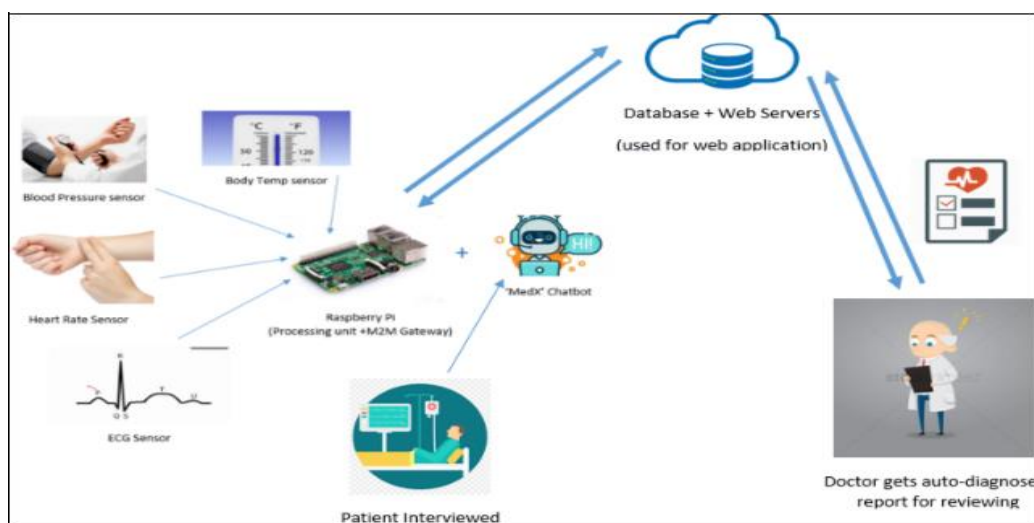 Database + Web Servers
(used for web application)
°C °F
50 120
Body Temp sensor
Blood Pressure sensor
HI!
'MedX' Chatbot
+
Raspberry Pi
(Processing unit +M2M Gateway)
Heart Rate Sensor
R
P T U
Q S
ECG Sensor
Patient Interviewed
Doctor gets auto-diagnose
report for reviewing